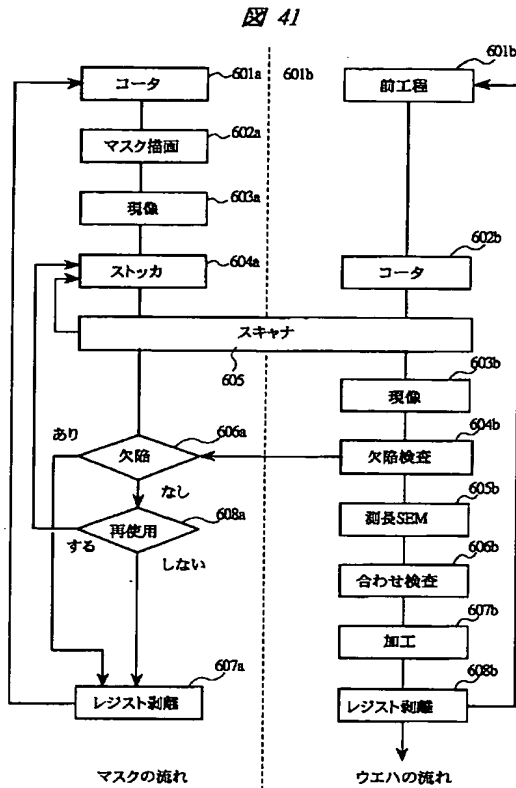 図 41
601b
コータ
601a
601b
前工程
602a
マスク描画
603a
現像
604a
ストッカ
602b
コータ
スキャナ
605
603b
現像
あり
606a
欠陥
604b
欠陥検査
なし
605b
測長SEM
608a
再使用
する
しない
606b
合わせ検査
607b
加工
607a
レジスト剥離
608b
レジスト剥離
マスクの流れ
ウエハの流れ